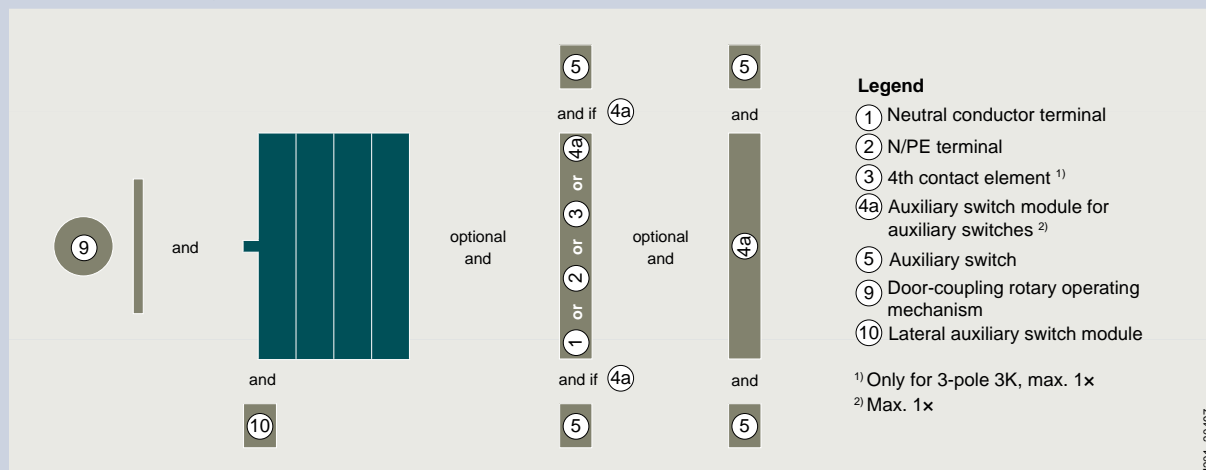 5
5
and if 4a
and
9
and
optional
and
1 or 2 or 3 or 4a
optional
and
4a
and
and if 4a
and
10
5
5
Legend
1 Neutral conductor terminal
2 N/PE terminal
3 4th contact element 1)
4a Auxiliary switch module for
auxiliary switches 2)
5 Auxiliary switch
9 Door-coupling rotary operating
mechanism
10 Lateral auxiliary switch module
1) Only for 3-pole 3K, max. 1×
2) Max. 1×